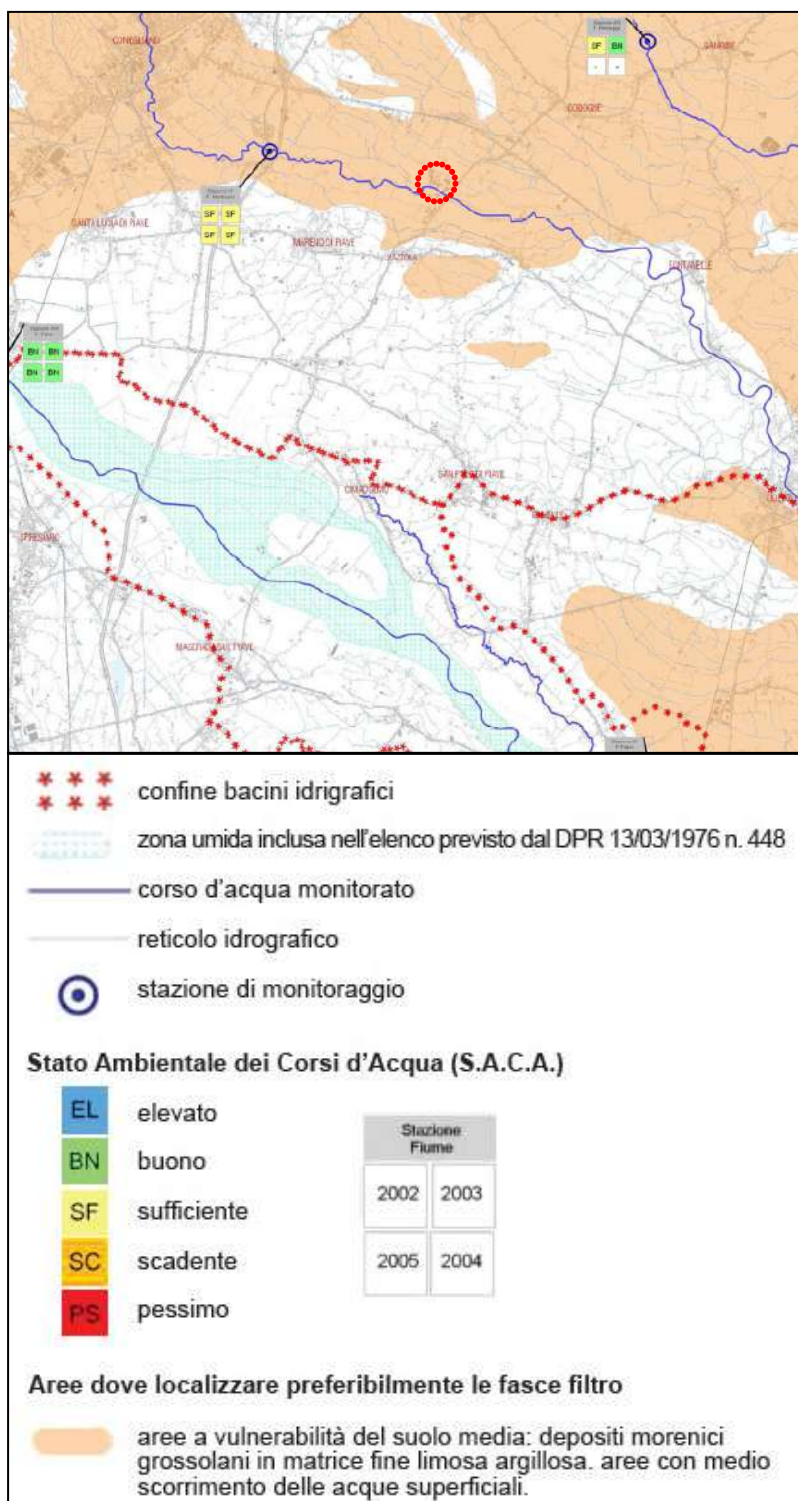 CONEGLIANO
SF BN
- -
CODOGNE'
SF SF
SF SF
SANTA LUCIA DI PIAVE
MARENO DI PIAVE
VAZZOLA
FONTANELLE
BN BN
BN BN
SAN POLO DI PIAVE
CIMADOLMO
MASERADA SUL PIAVE
confine bacini idrigrafici
zona umida inclusa nell'elenco previsto dal DPR 13/03/1976 n. 448
corso d'acqua monitorato
reticolo idrografico
stazione di monitoraggio
Stato Ambientale dei Corsi d'Acqua (S.A.C.A.)
EL elevato
BN buono
SF sufficiente
SC scadente
PS pessimo
Stazione
Fiume
2002 2003
2005 2004
Aree dove localizzare preferibilmente le fasce filtro
aree a vulnerabilità del suolo media: depositi morenici
grossolani in matrice fine limosa argillosa. aree con medio
scorrimento delle acque superficiali.